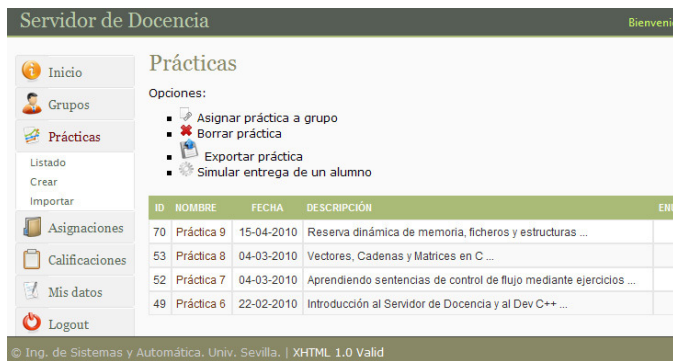 Servidor de Docencia
Bienveni
Inicio
Grupos
Prácticas
Listado
Crear
Importar
Asignaciones
Calificaciones
Mis datos
Logout
Prácticas
Opciones:
Asignar práctica a grupo
Borrar práctica
Exportar práctica
Simular entrega de un alumno
ID NOMBRE FECHA DESCRIPCIÓN EN
70 Práctica 9 15-04-2010 Reserva dinámica de memoria, ficheros y estructuras ...
53 Práctica 8 04-03-2010 Vectores, Cadenas y Matrices en C ...
52 Práctica 7 04-03-2010 Aprendiendo sentencias de control de flujo mediante ejercicios ...
49 Práctica 6 22-02-2010 Introducción al Servidor de Docencia y al Dev C++ ...
© Ing. de Sistemas y Automática. Univ. Sevilla. | XHTML 1.0 Valid